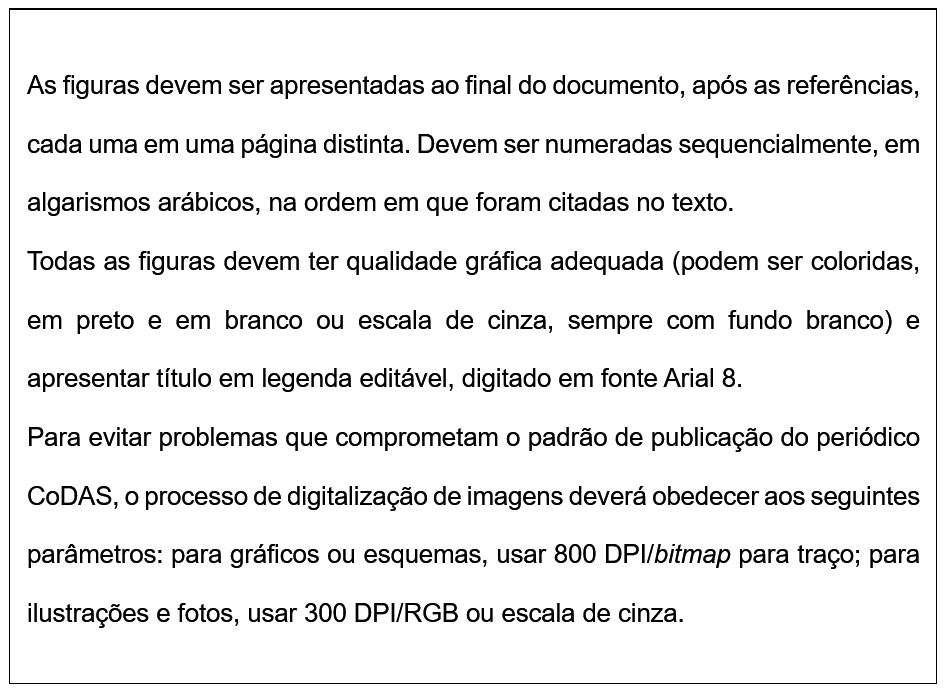 As figuras devem ser apresentadas ao final do documento, após as referências,
cada uma em uma página distinta. Devem ser numeradas sequencialmente, em
algarismos arábicos, na ordem em que foram citadas no texto.
Todas as figuras devem ter qualidade gráfica adequada (podem ser coloridas,
em preto e em branco ou escala de cinza, sempre com fundo branco) e
apresentar título em legenda editável, digitado em fonte Arial 8.
Para evitar problemas que comprometam o padrão de publicação do periódico
CoDAS, o processo de digitalização de imagens deverá obedecer aos seguintes
parâmetros: para gráficos ou esquemas, usar 800 DPI/bitmap para traço; para
ilustrações e fotos, usar 300 DPI/RGB ou escala de cinza.